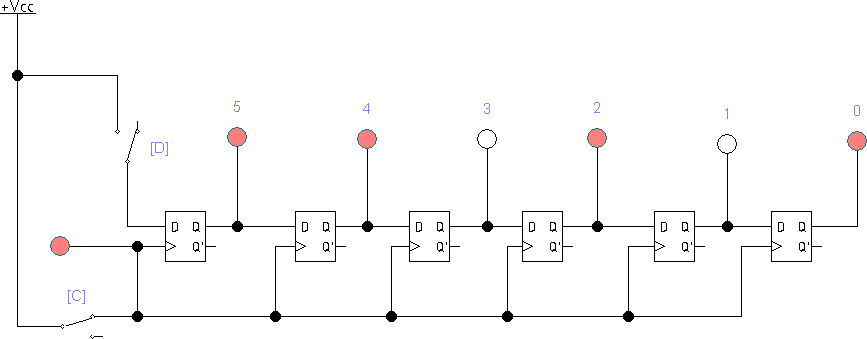 +Vcc
5 4 3 2 1 0
[D]
D Q D Q D Q D Q D Q D Q
Q' Q' Q' Q' Q' Q'
[C]